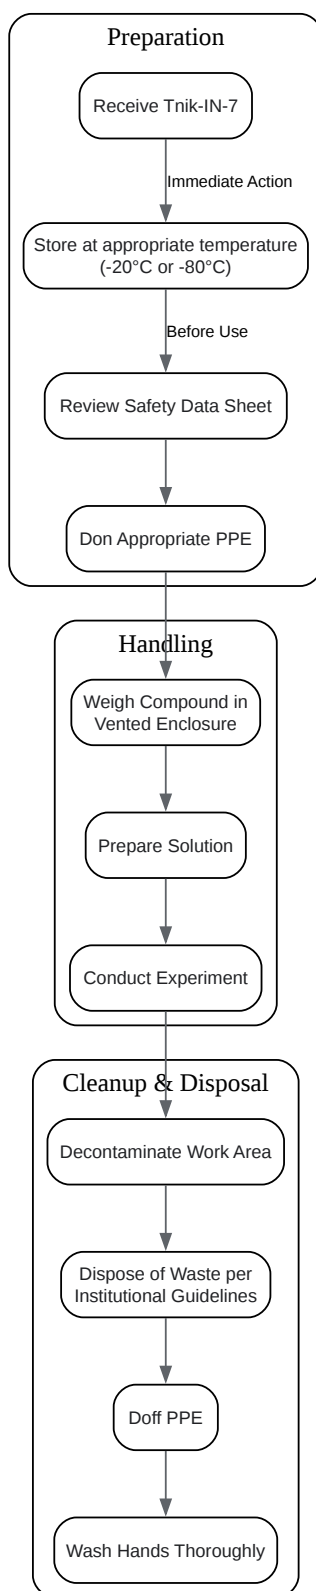 Preparation
Receive Tnik-IN-7
Immediate Action
Store at appropriate temperature
(-20°C or -80°C)
Before Use
Review Safety Data Sheet
Don Appropriate PPE
Handling
Weigh Compound in
Vented Enclosure
Prepare Solution
Conduct Experiment
Cleanup & Disposal
Decontaminate Work Area
Dispose of Waste per
Institutional Guidelines
Doff PPE
Wash Hands Thoroughly